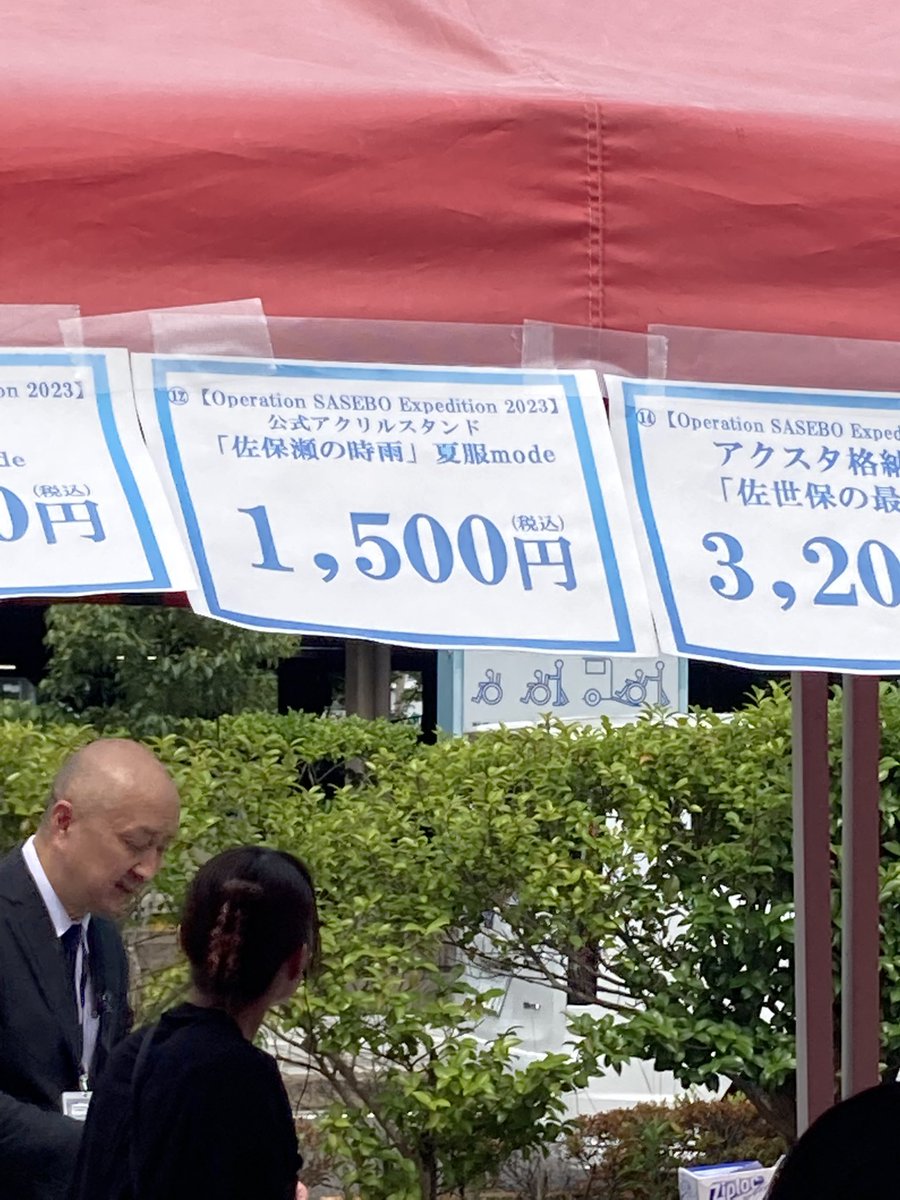 on 2023】
de
0円
(税込)
⑫【Operation SASEBO Expedition 2023】
公式アクリルスタンド
「佐保瀬の時雨」夏服mode
1,500円
(税込)
⑭【Operation SASEBO Exped
アクスタ格納
「佐世保の最
3,20
Ziploc